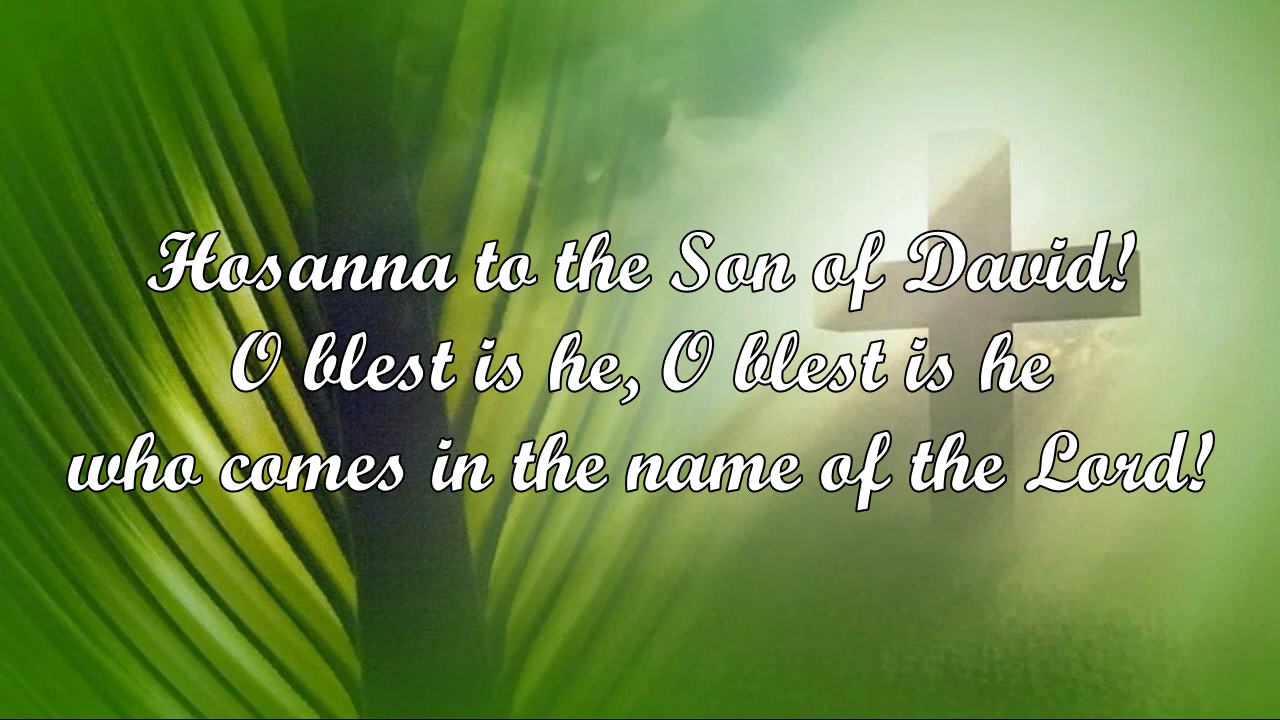 Hosanna to the Son of David!
O blest is he, O blest is he
who comes in the name of the Lord!